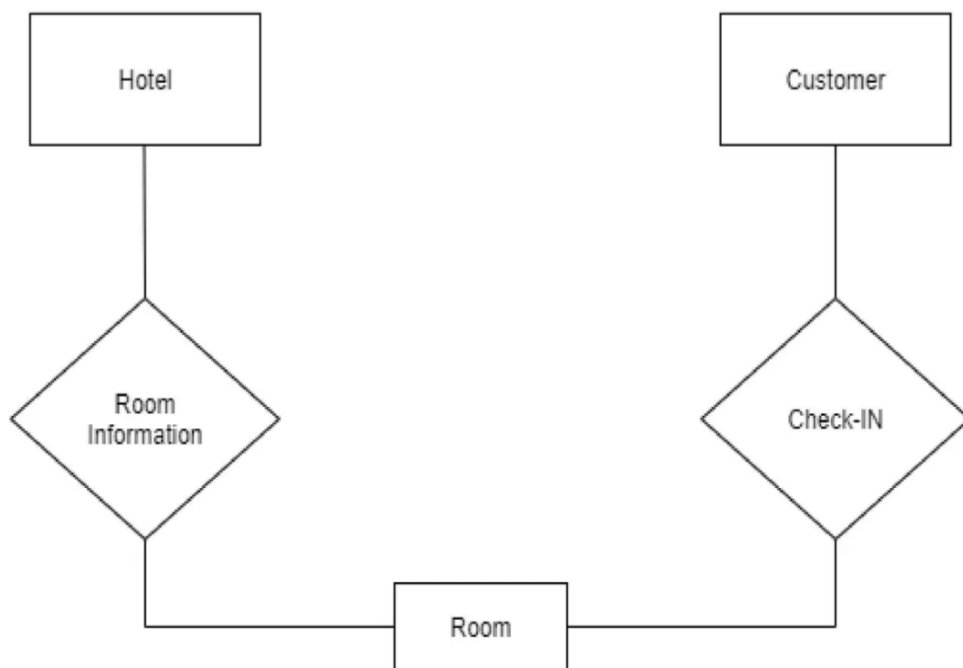 Hotel
Customer
Room
Information
Check-IN
Room